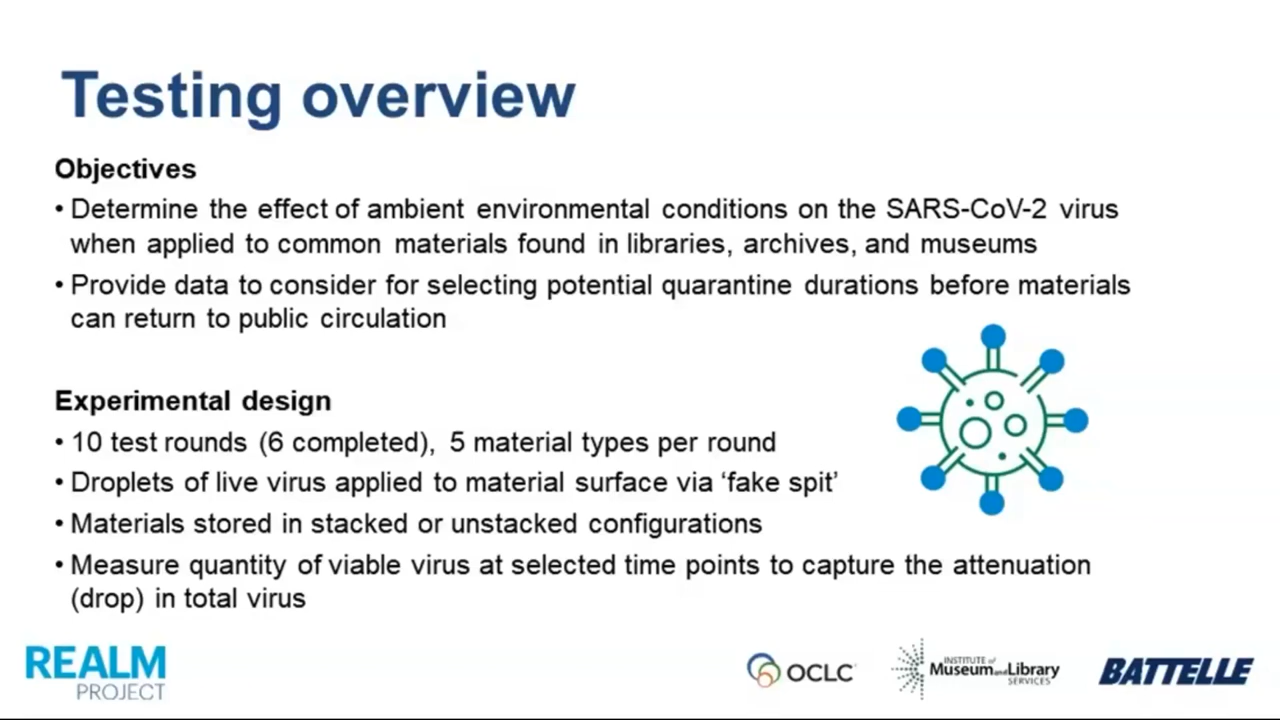 Testing overview
Objectives
• Determine the effect of ambient environmental conditions on the SARS-CoV-2 virus
when applied to common materials found in libraries, archives, and museums
• Provide data to consider for selecting potential quarantine durations before materials
can return to public circulation
Experimental design
• 10 test rounds (6 completed), 5 material types per round
• Droplets of live virus applied to material surface via ‘fake spit’
• Materials stored in stacked or unstacked configurations
• Measure quantity of viable virus at selected time points to capture the attenuation
(drop) in total virus
REALM
PROJECT
OCLC
INSTITUTE of
Museum and Library
SERVICES
BATTELLE